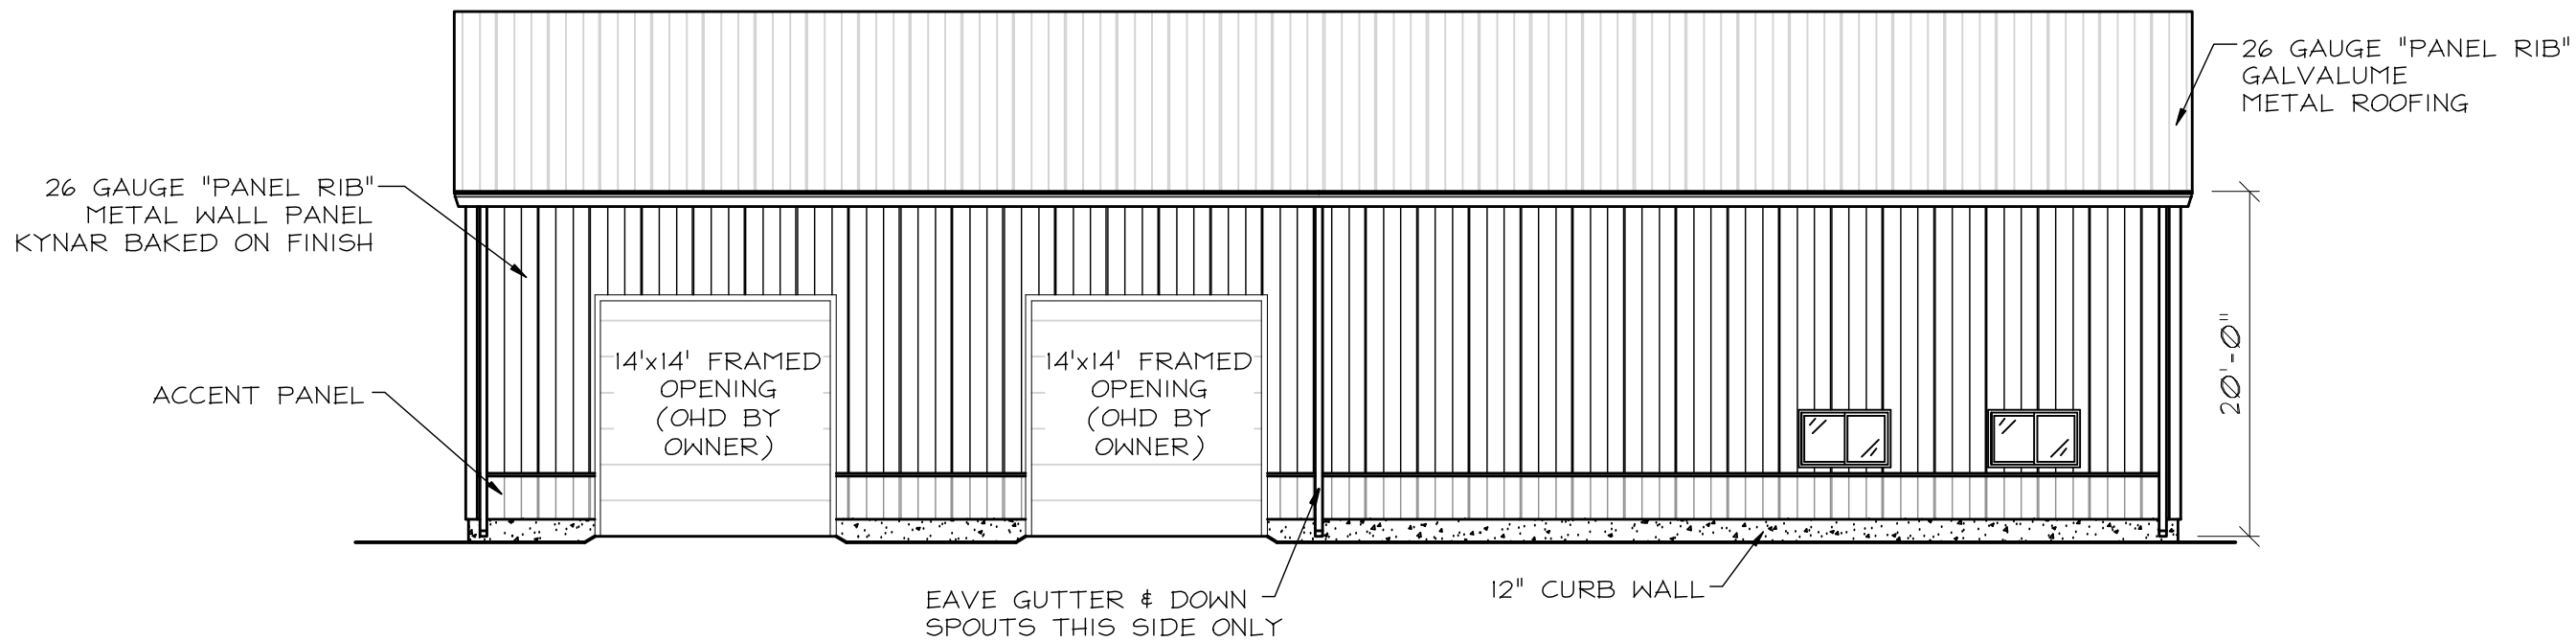 26 GAUGE "PANEL RIB"
GALVALUME
METAL ROOFING
26 GAUGE "PANEL RIB"
METAL WALL PANEL
KYNAR BAKED ON FINISH
14'x14' FRAMED
OPENING
(OHD BY
OWNER)
14'x14' FRAMED
OPENING
(OHD BY
OWNER)
20'-0"
ACCENT PANEL
EAVE GUTTER & DOWN
SPOUTS THIS SIDE ONLY
12" CURB WALL